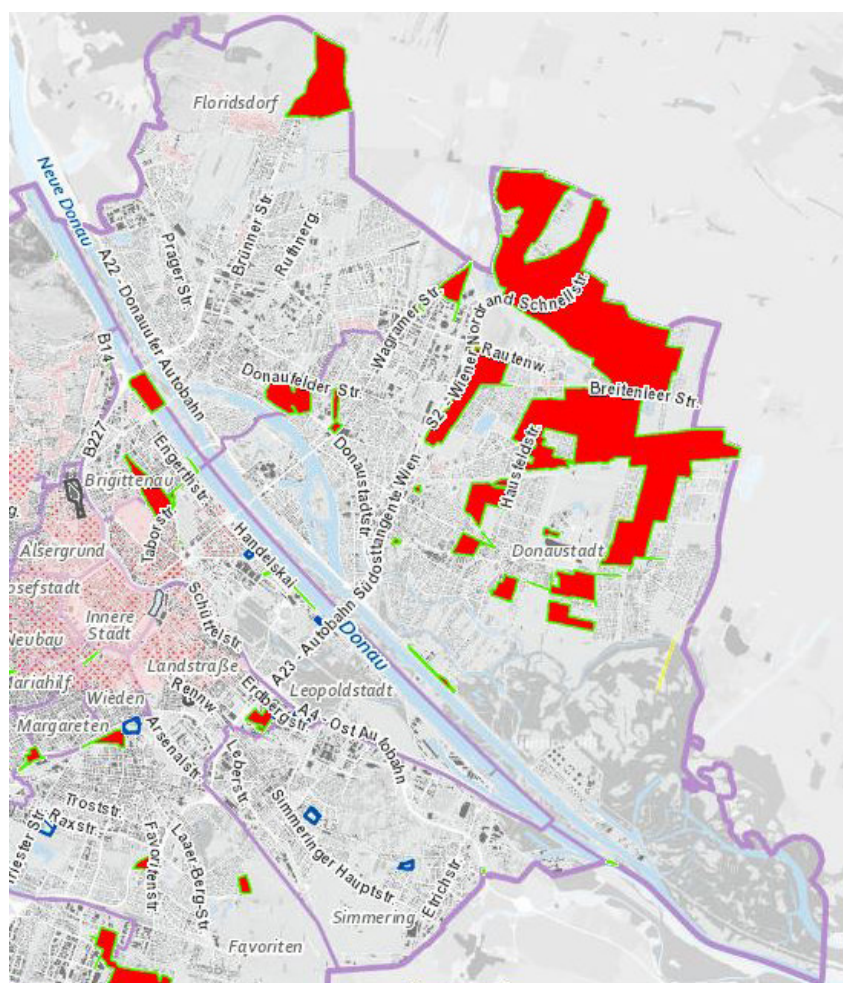 Floridsdorf
Neue Donau
Prager Str.
Brünner Str.
Ruthnerg.
A22 - Donauufer Autobahn
Wagramer Str.
S2 - Wiener Nordrand Schnellstr.
Rautenw.
B14
Donaufelder Str.
Breitenleer Str.
B227
Engerthstr.
Donaustadtstr.
Hausfeldstr.
Brigittenau
Taborstr.
Alsergrund
Handelskai
Donaustadt
A23 - Autobahn Südosttangente Wien
Innere
Stadt
Schüttelstr.
Donau
Landstraße
Leopoldstadt
Wieden
Rennw.
Erdbergstr.
A4 - Ost Autobahn
Margareten
Arsenalstr.
Leberstr.
Troststr.
Raxstr.
Favoritenstr.
Laaer-Berg-Str
Simmeringer Hauptstr.
Etrichstr.
Simmering
Favoriten